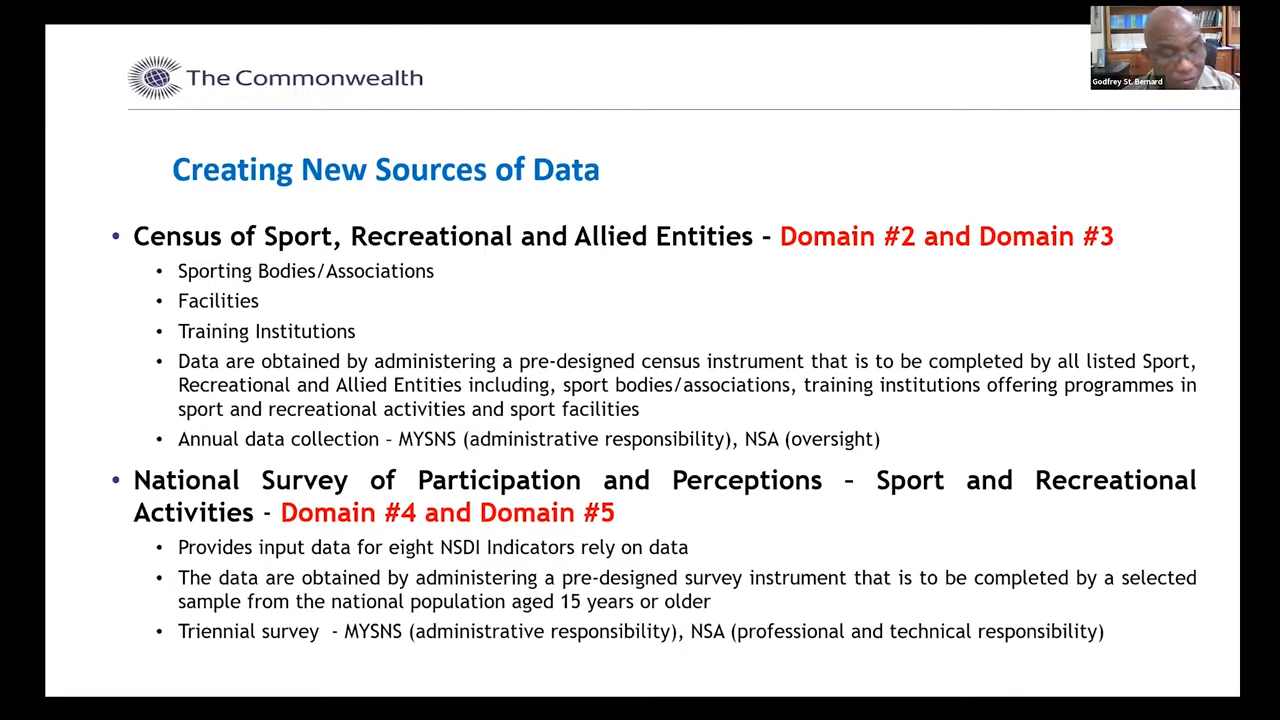 The Commonwealth
Godfrey St. Bernard
Creating New Sources of Data
• Census of Sport, Recreational and Allied Entities - Domain #2 and Domain #3
• Sporting Bodies/Associations
• Facilities
• Training Institutions
• Data are obtained by administering a pre-designed census instrument that is to be completed by all listed Sport,
Recreational and Allied Entities including, sport bodies/associations, training institutions offering programmes in
sport and recreational activities and sport facilities
• Annual data collection – MYSNS (administrative responsibility), NSA (oversight)
• National Survey of Participation and Perceptions – Sport and Recreational
Activities - Domain #4 and Domain #5
• Provides input data for eight NSDI Indicators rely on data
• The data are obtained by administering a pre-designed survey instrument that is to be completed by a selected
sample from the national population aged 15 years or older
• Triennial survey - MYSNS (administrative responsibility), NSA (professional and technical responsibility)